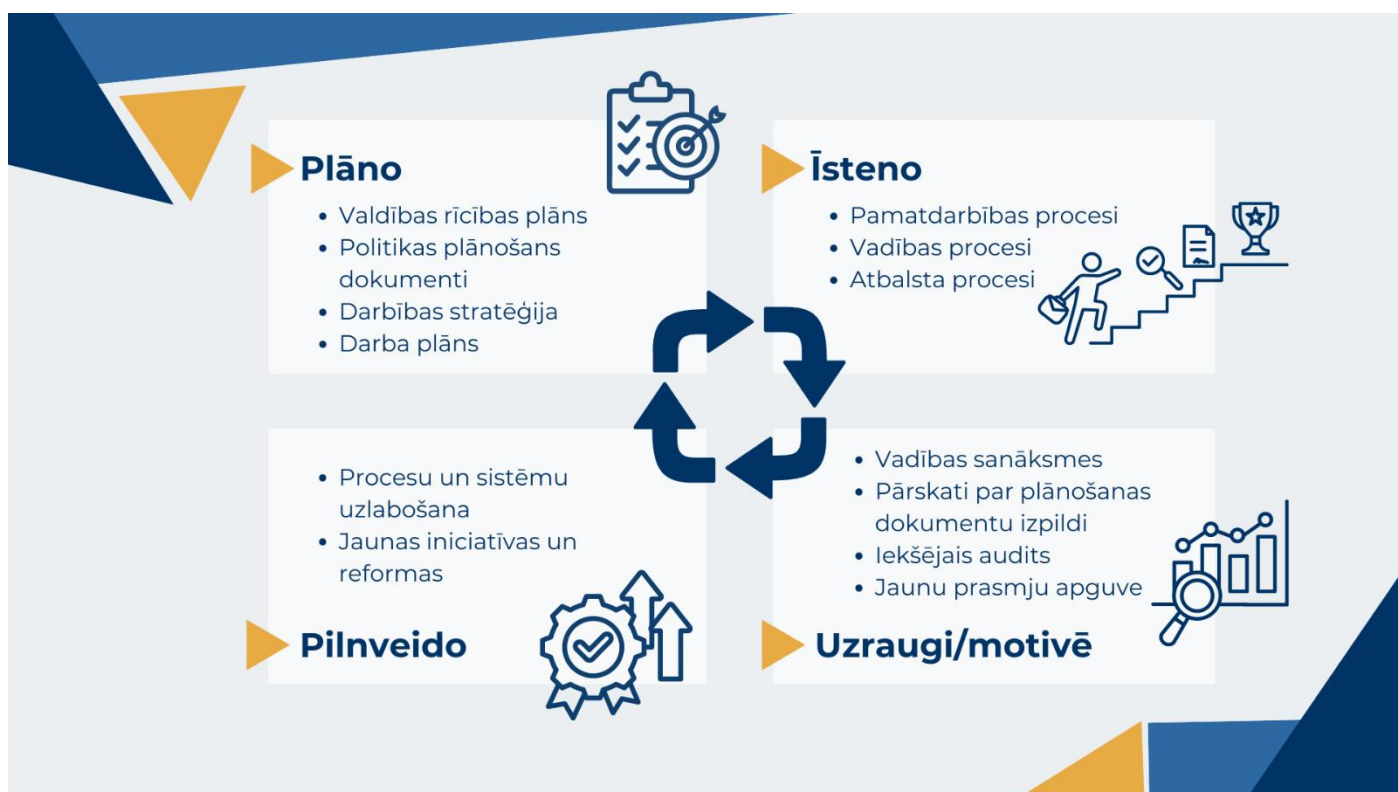 Plāno
• Valdības rīcības plāns
• Politikas plānošans
dokumenti
• Darbības stratēģija
• Darba plāns
Īsteno
• Pamatdarbības procesi
• Vadības procesi
• Atbalsta procesi
• Procesu un sistēmu
uzlabošana
• Jaunas iniciatīvas un
reformas
Pilnveido
• Vadības sanāksmes
• Pārskati par plānošanas
dokumentu izpildi
• Iekšējais audits
• Jaunu prasmju apguve
Uzraugi/motivē